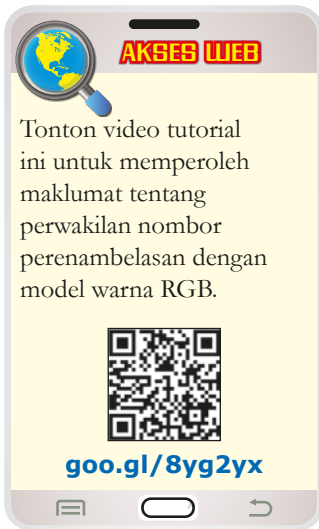 AKSES WEB
Tonton video tutorial
ini untuk memperoleh
maklumat tentang
perwakilan nombor
perenambelasan dengan
model warna RGB.
goo.gl/8yg2yx